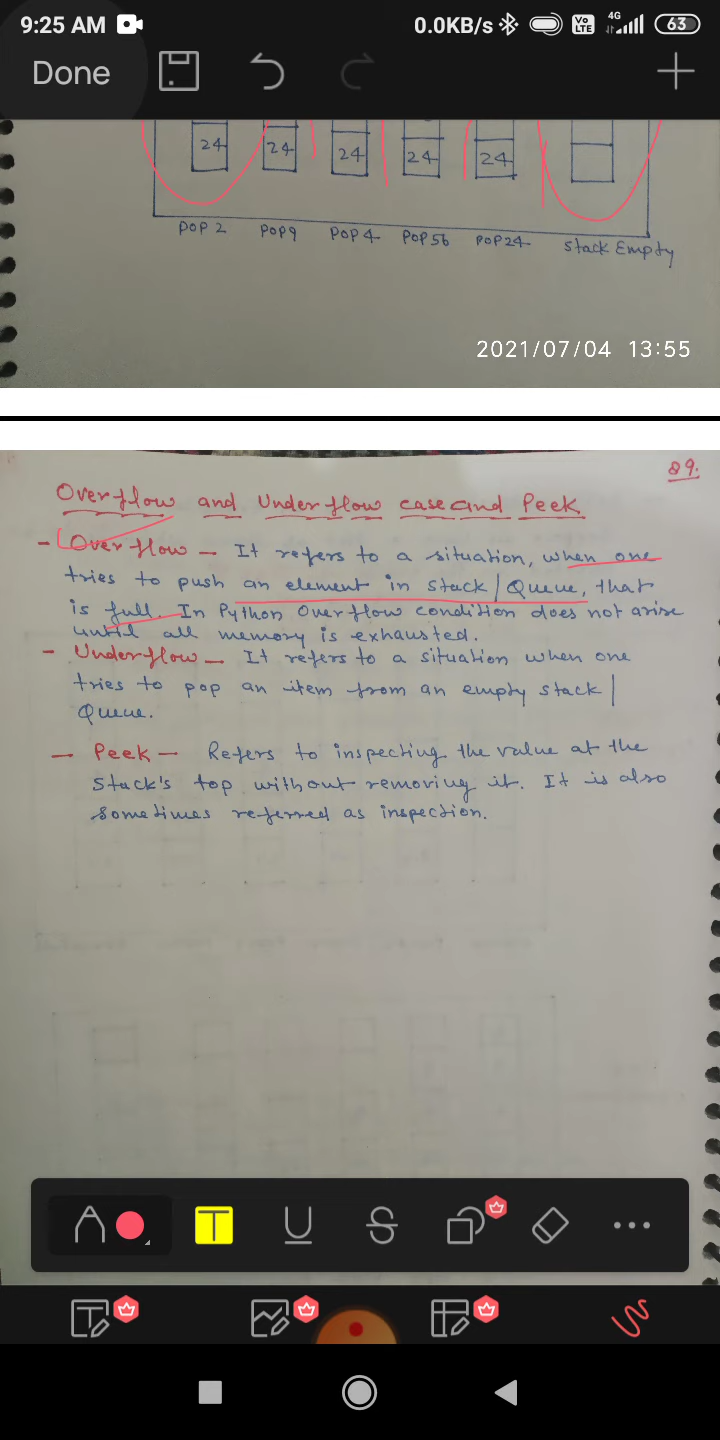 9:25 AM
0.0KB/s
Vo LTE
4G
63
Done
24 24 24 24 24
POP 2 POP9 POP 4 POP 56 POP 24 Stack Empty
2021/07/04 13:55
89.
Overflow and Underflow case and Peek
- Overflow - It refers to a situation, when one
tries to push an element in Stack/Queue, that
is full. In Python Overflow condition does not arise
until all memory is exhausted.
- Underflow - It refers to a situation when one
tries to pop an item from an empty stack/
Queue.
- Peek - Refers to inspecting the value at the
Stack's top without removing it. It is also
sometimes referred as inspection.
T
U
S
T